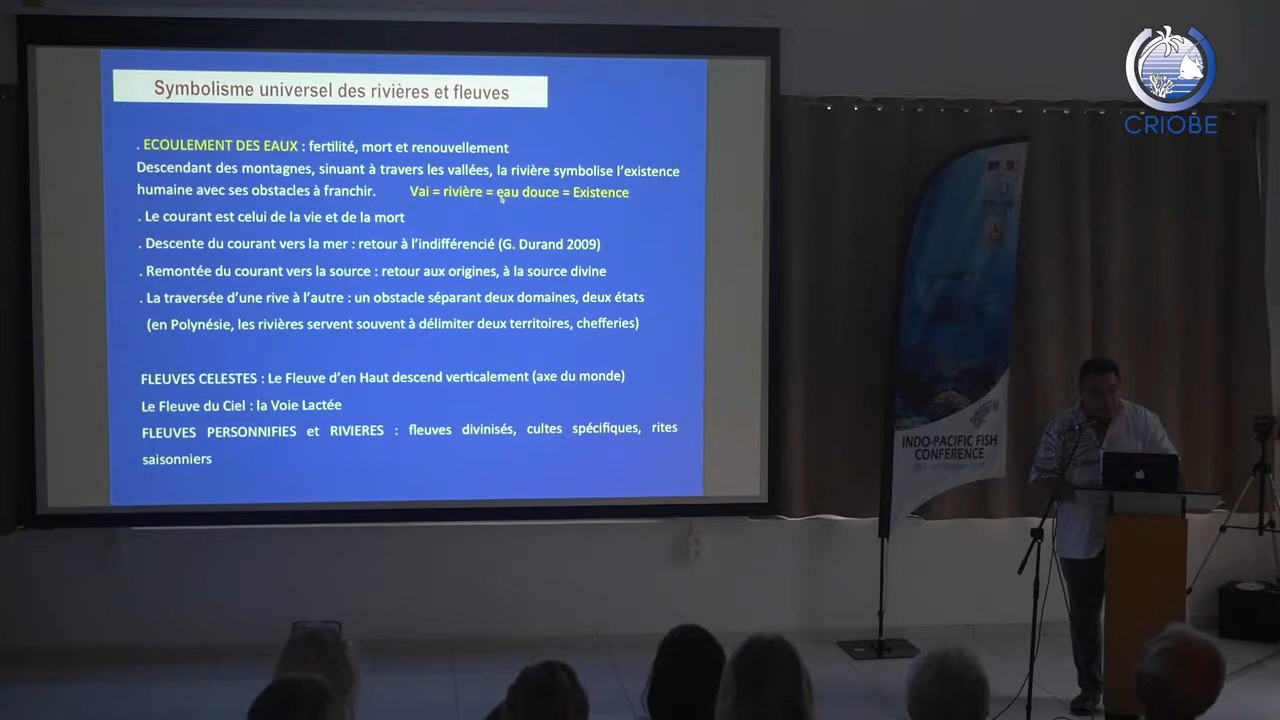 Symbolisme universel des rivières et fleuves
. ECOULEMENT DES EAUX : fertilité, mort et renouvellement
Descendant des montagnes, sinuant à travers les vallées, la rivière symbolise l'existence
humaine avec ses obstacles à franchir. Vai = rivière = eau douce = Existence
. Le courant est celui de la vie et de la mort
. Descente du courant vers la mer : retour à l'indifférencié (G. Durand 2009)
. Remontée du courant vers la source : retour aux origines, à la source divine
. La traversée d'une rive à l'autre : un obstacle séparant deux domaines, deux états
(en Polynésie, les rivières servent souvent à délimiter deux territoires, chefferies)
FLEUVES CELESTES : Le Fleuve d'en Haut descend verticalement (axe du monde)
Le Fleuve du Ciel : la Voie Lactée
FLEUVES PERSONNIFIES et RIVIERES : fleuves divinisés, cultes spécifiques, rites
saisonniers
CRIOBE
INDO-PACIFIC FISH
CONFERENCE